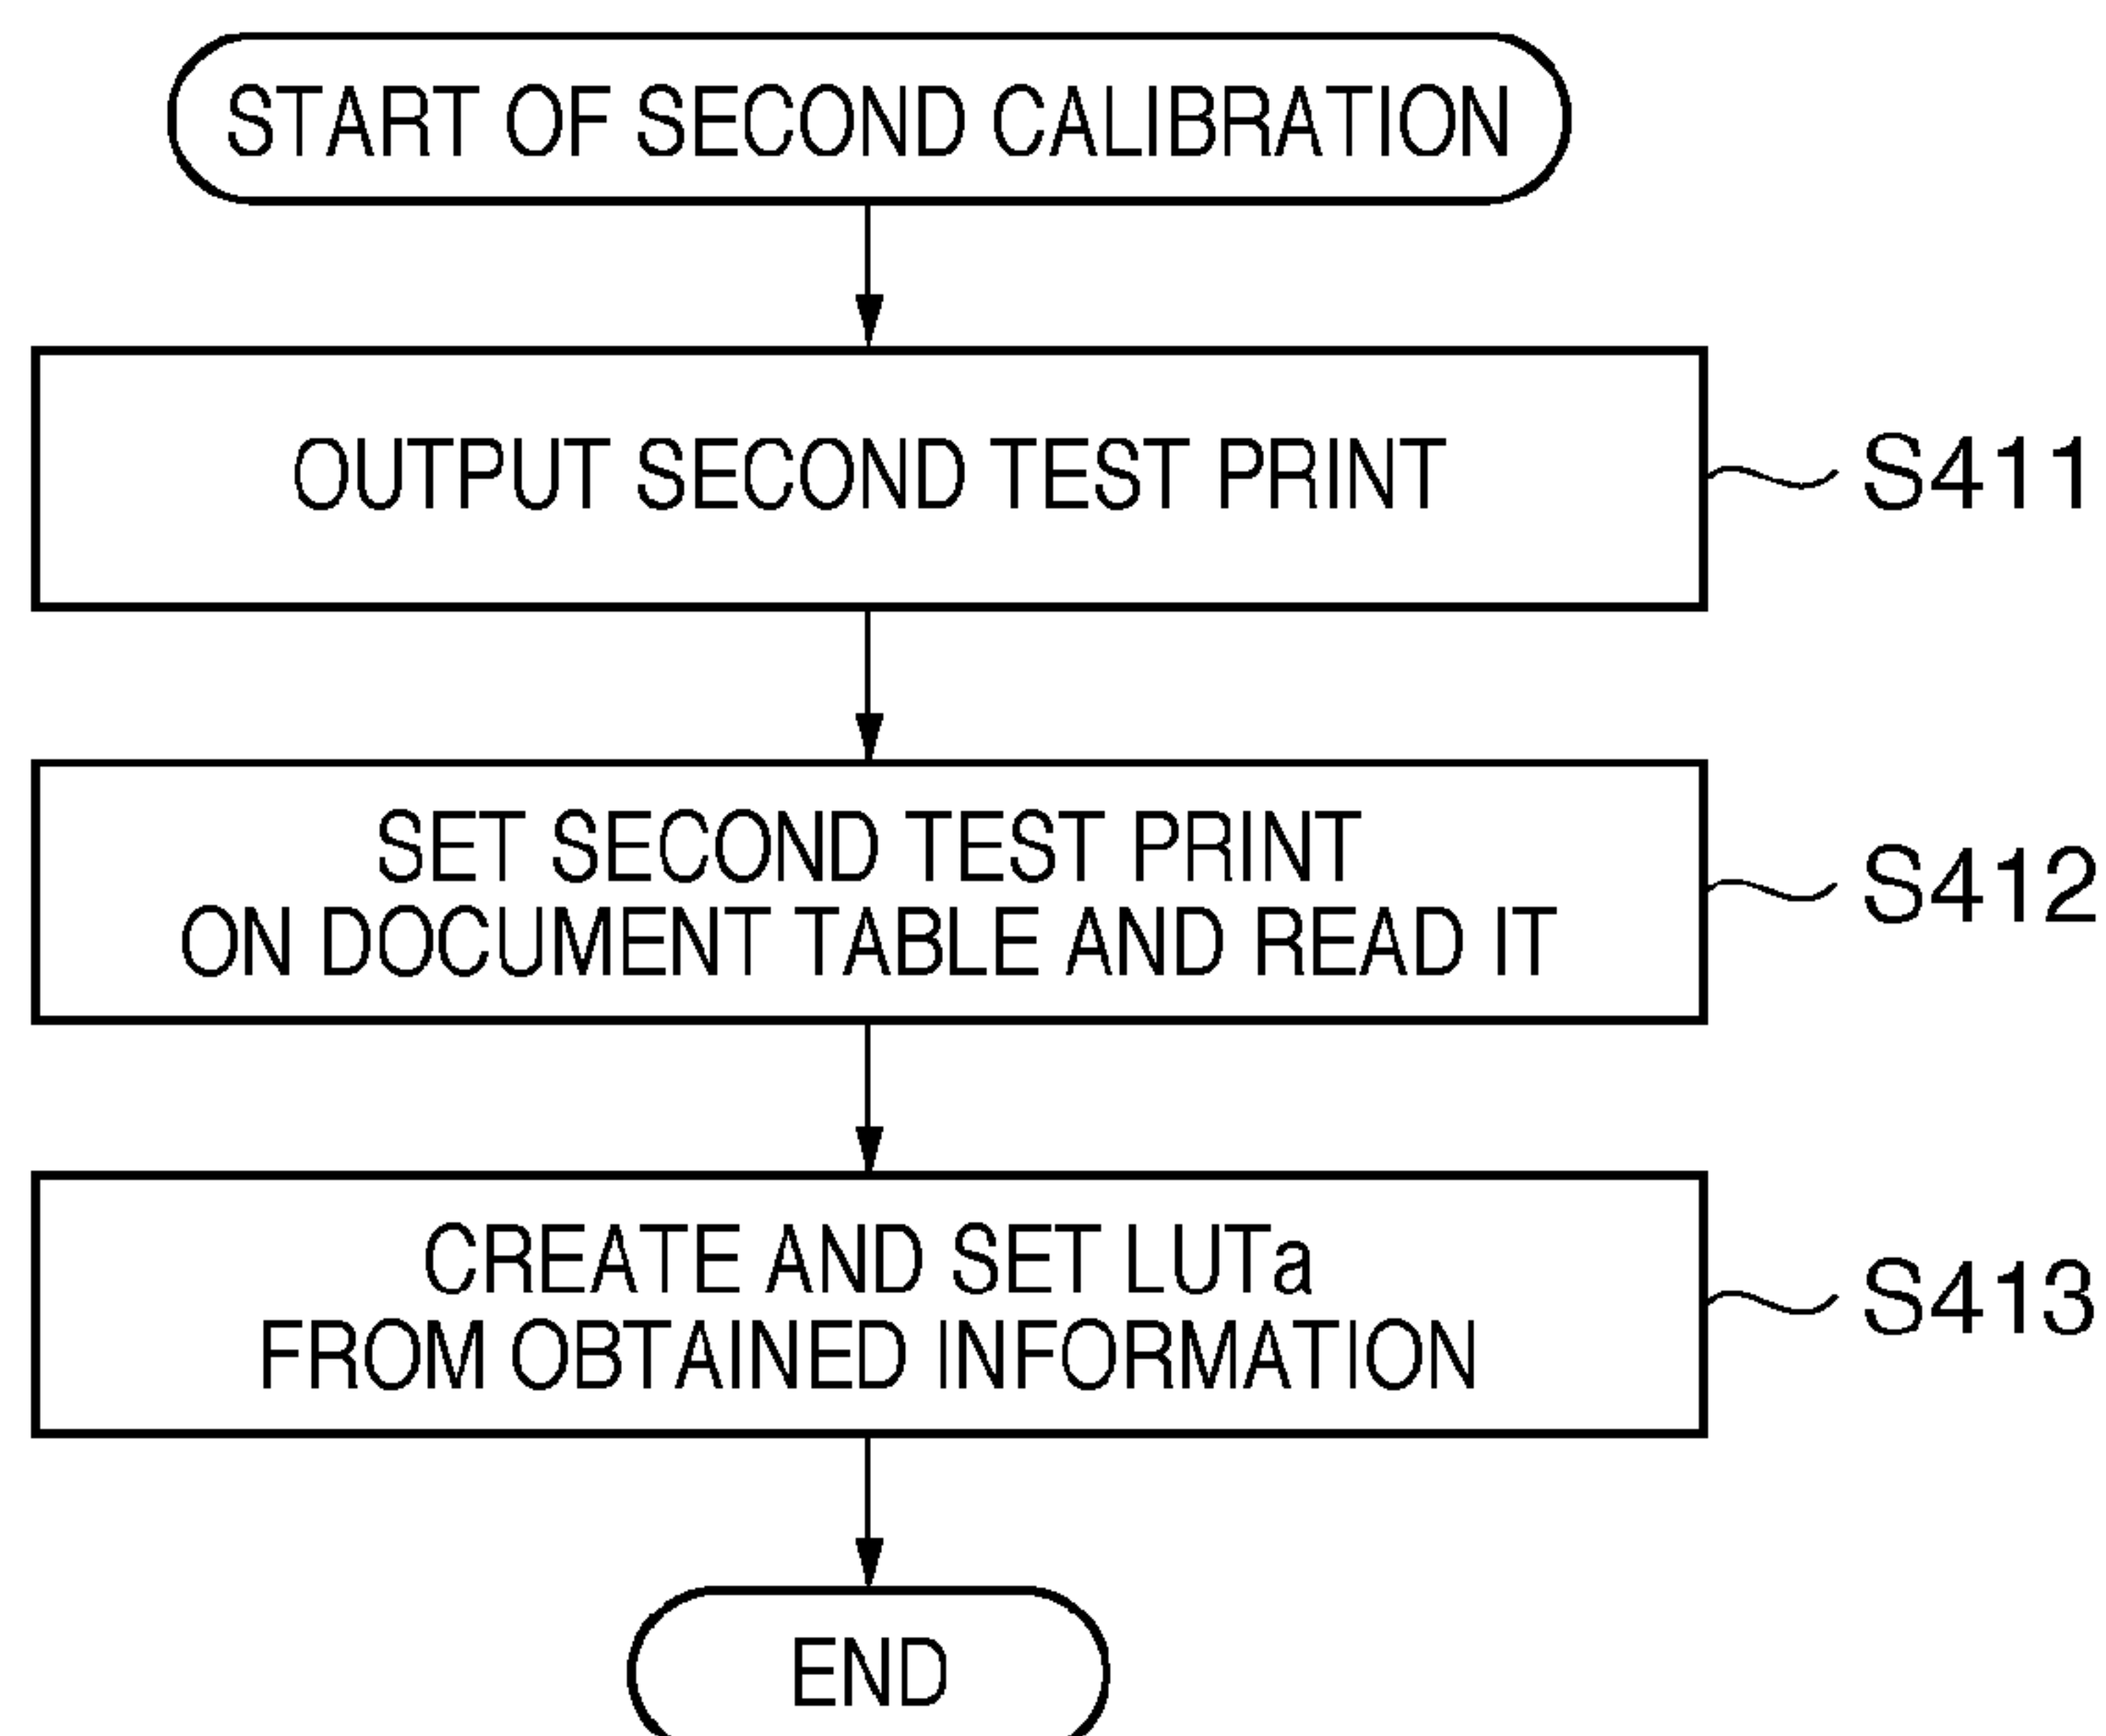 START OF SECOND CALIBRATION
OUTPUT SECOND TEST PRINT
S411
SET SECOND TEST PRINT
ON DOCUMENT TABLE AND READ IT
S412
CREATE AND SET LUTa
FROM OBTAINED INFORMATION
S413
END